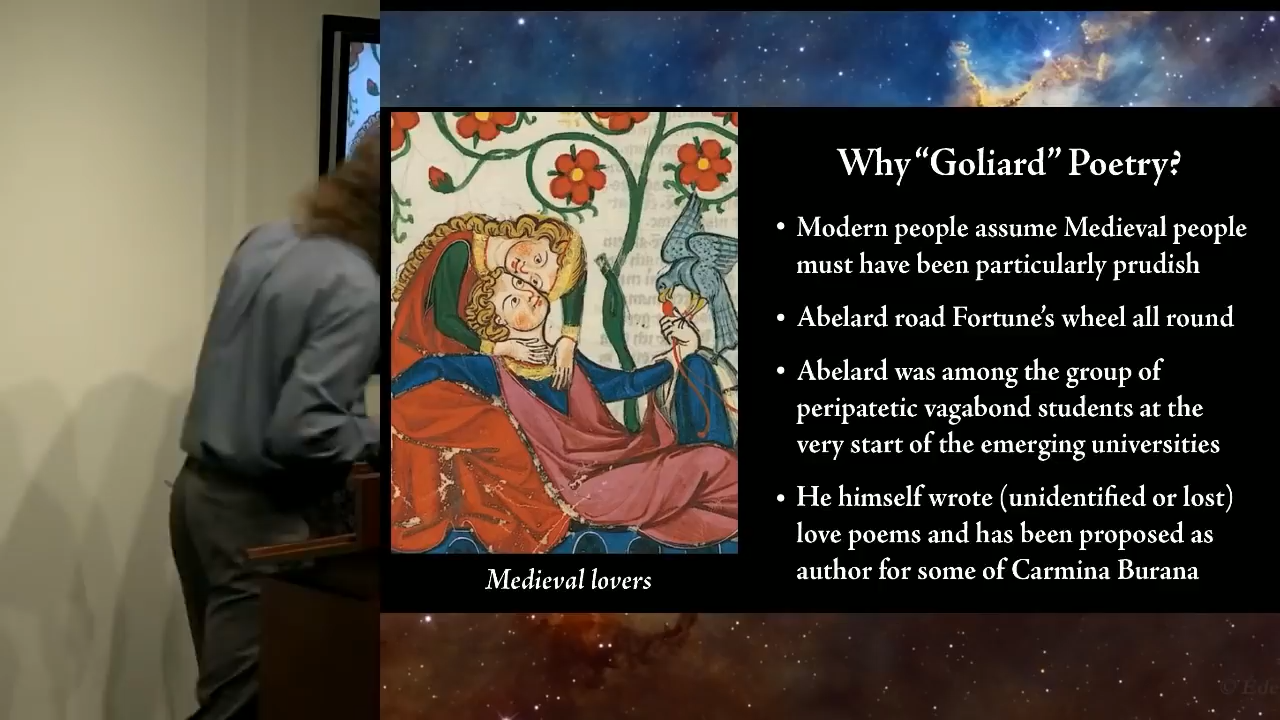 Why “Goliard” Poetry?
• Modern people assume Medieval people
must have been particularly prudish
• Abelard road Fortune’s wheel all round
• Abelard was among the group of
peripatetic vagabond students at the
very start of the emerging universities
• He himself wrote (unidentified or lost)
love poems and has been proposed as
author for some of Carmina Burana
Medieval lovers